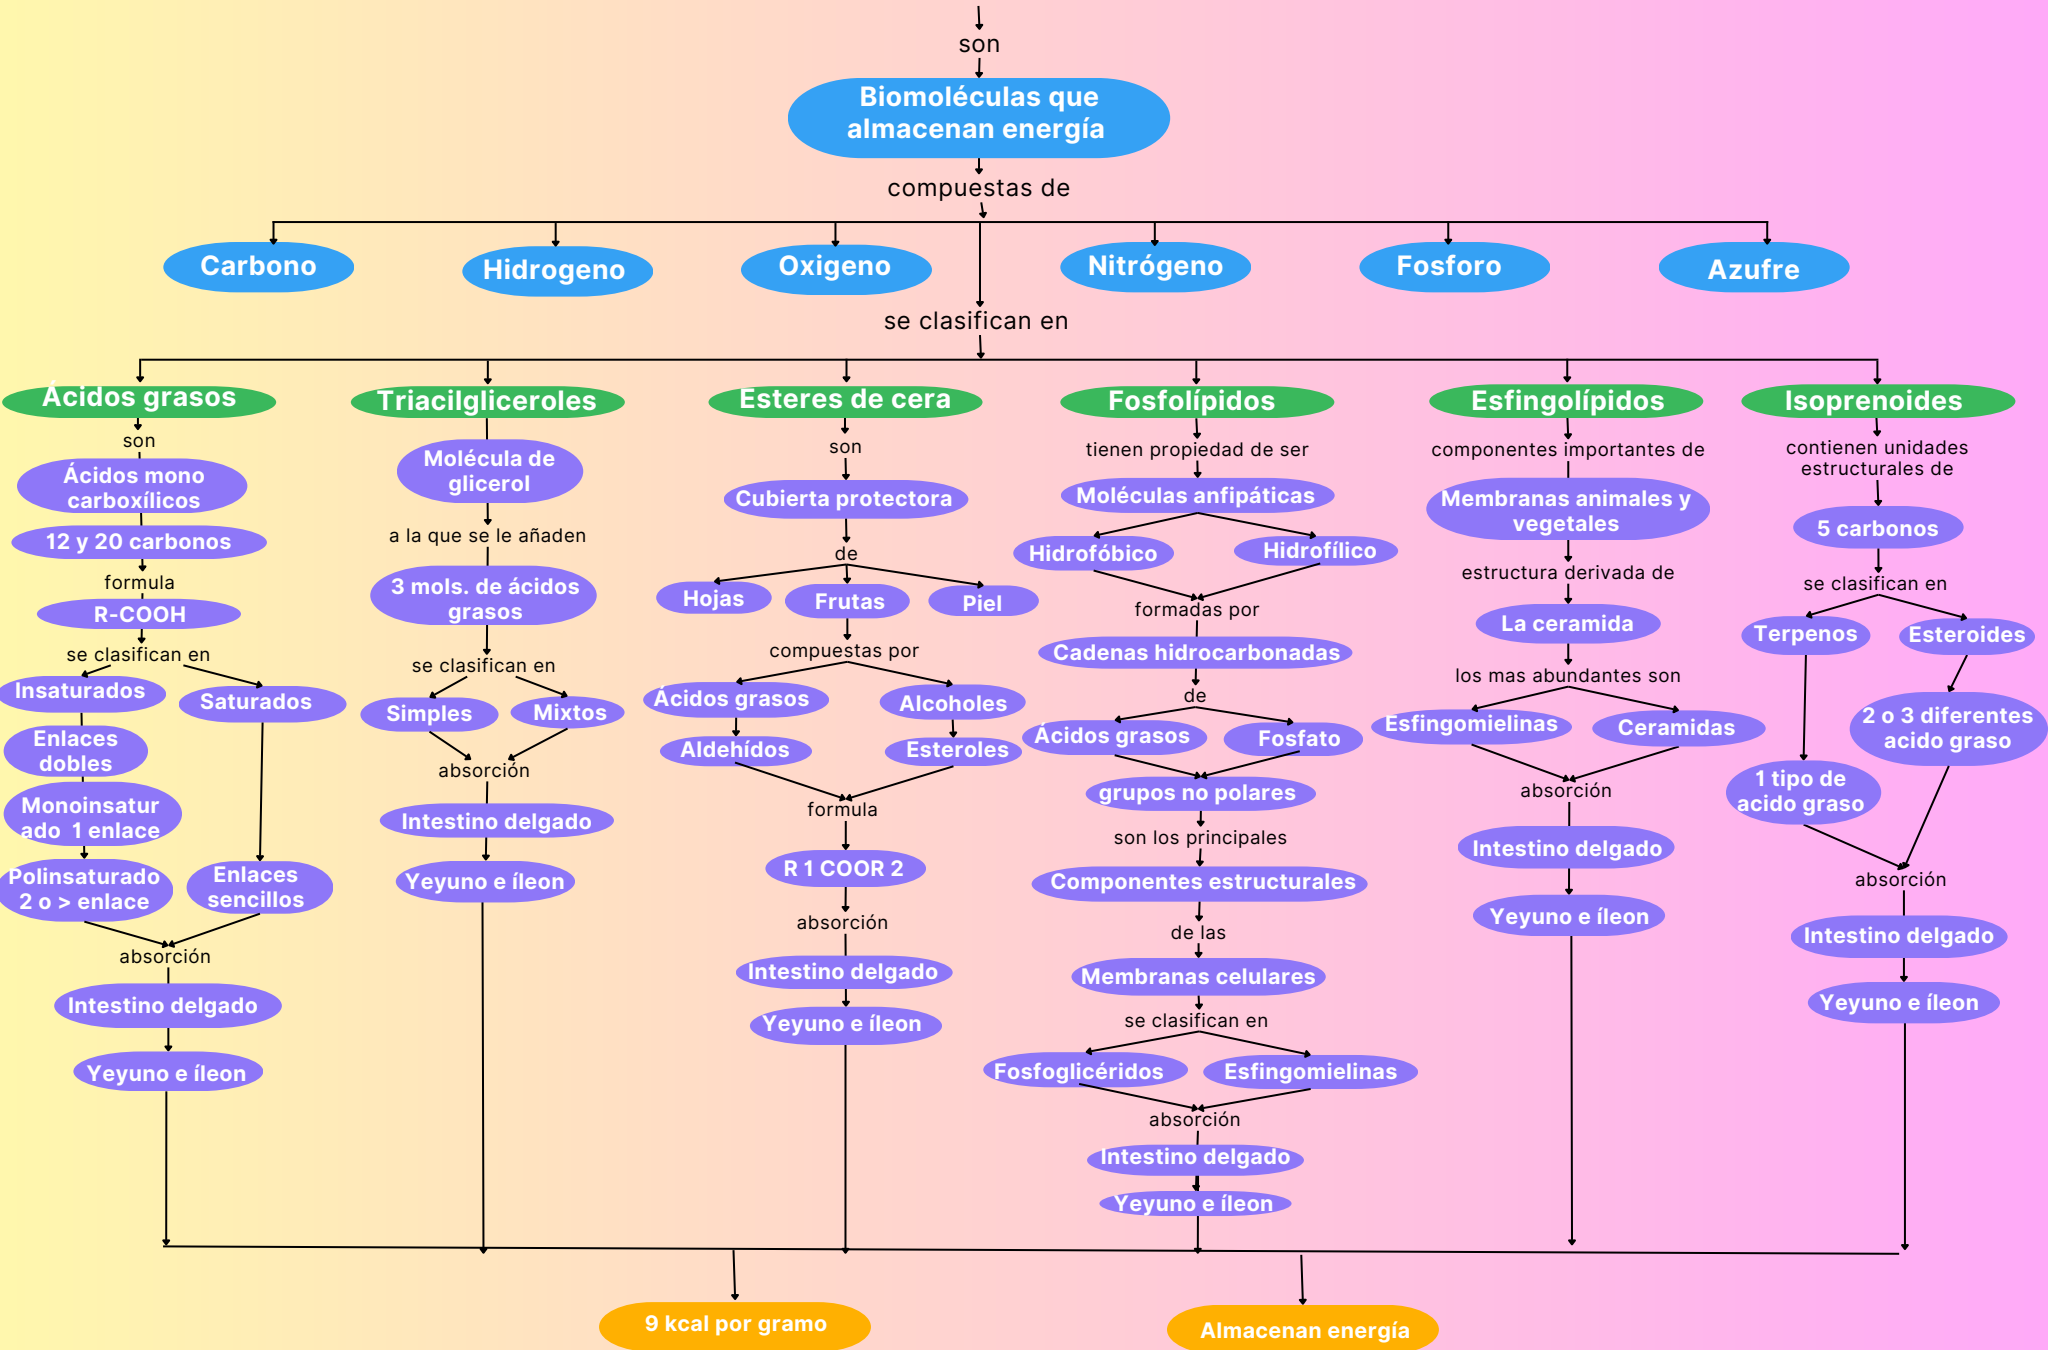 son
Biomoléculas que
almacenan energía
compuestas de
Carbono
Hidrogeno
Oxigeno
Nitrógeno
Fosforo
Azufre
se clasifican en
Ácidos grasos
son
Ácidos mono
carboxílicos
12 y 20 carbonos
formula
R-COOH
se clasifican en
Insaturados
Saturados
Enlaces
dobles
Monoinsatur
ado 1 enlace
Polinsaturado
2 o > enlace
Enlaces
sencillos
absorción
Intestino delgado
Yeyuno e íleon
Triacilgliceroles
Molécula de
glicerol
a la que se le añaden
3 mols. de ácidos
grasos
se clasifican en
Simples
Mixtos
absorción
Intestino delgado
Yeyuno e íleon
Esteres de cera
son
Cubierta protectora
de
Hojas
Frutas
Piel
compuestas por
Ácidos grasos
Alcoholes
Aldehídos
Esteroles
formula
R 1 COOR 2
absorción
Intestino delgado
Yeyuno e íleon
Fosfolípidos
tienen propiedad de ser
Moléculas anfipáticas
Hidrofóbico
Hidrofílico
formadas por
Cadenas hidrocarbonadas
de
Ácidos grasos
Fosfato
grupos no polares
son los principales
Componentes estructurales
de las
Membranas celulares
se clasifican en
Fosfoglicéridos
Esfingomielinas
absorción
Intestino delgado
Yeyuno e íleon
Esfingolípidos
componentes importantes de
Membranas animales y
vegetales
estructura derivada de
La ceramida
los mas abundantes son
Esfingomielinas
Ceramidas
absorción
Intestino delgado
Yeyuno e íleon
Isoprenoides
contienen unidades
estructurales de
5 carbonos
se clasifican en
Terpenos
Esteroides
2 o 3 diferentes
acido graso
1 tipo de
acido graso
absorción
Intestino delgado
Yeyuno e íleon
9 kcal por gramo
Almacenan energía